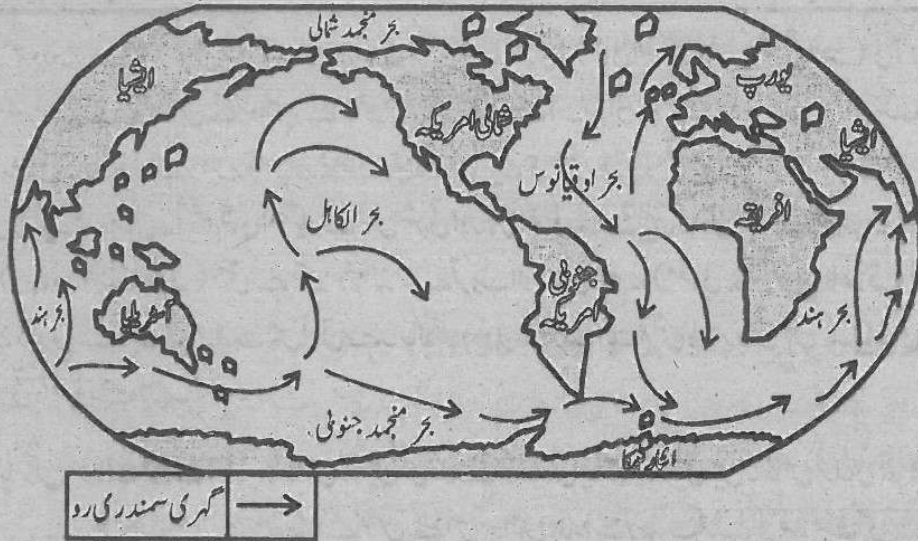 بحر منجمد شمالی
ایشیا
یورپ
شمالی امریکہ
ایشیا
بحر اوقیانوس
افریقہ
بحر الکاہل
جنوبی
امریکہ
بحر ہند
آسٹریلیا
بحر ہند
بحر منجمد جنوبی
انٹارکٹیکا
گہری سمندری رو